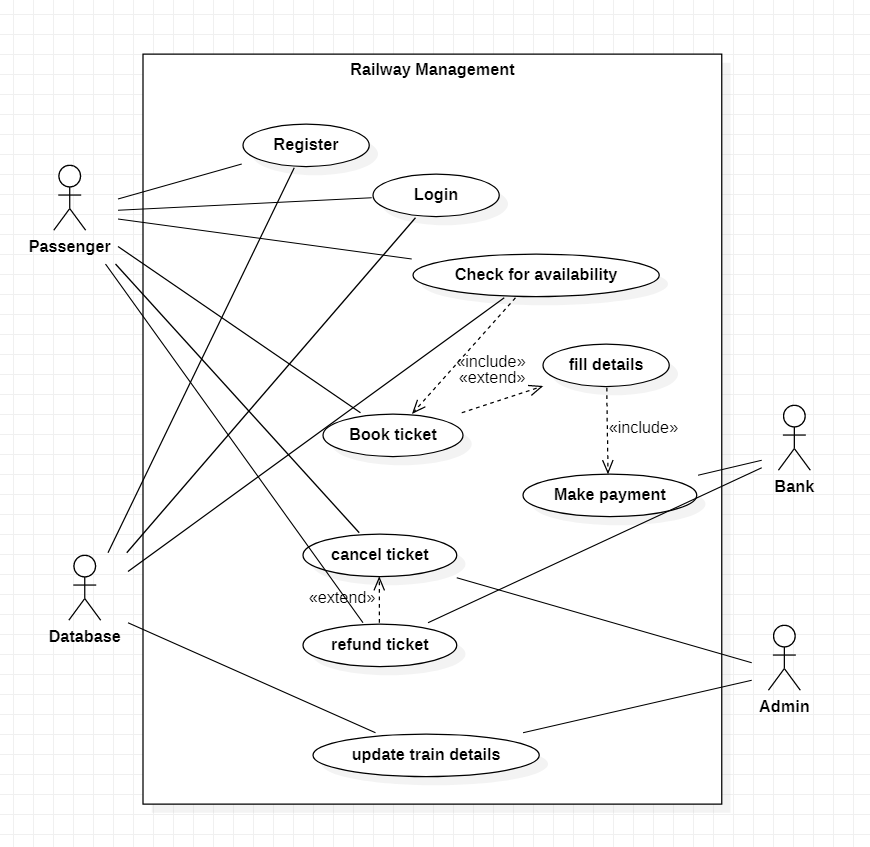 Railway Management
Register
Login
Passenger
Check for availability
«include»
«extend»
fill details
Book ticket
«include»
Bank
Make payment
cancel ticket
«extend»
Database
refund ticket
Admin
update train details